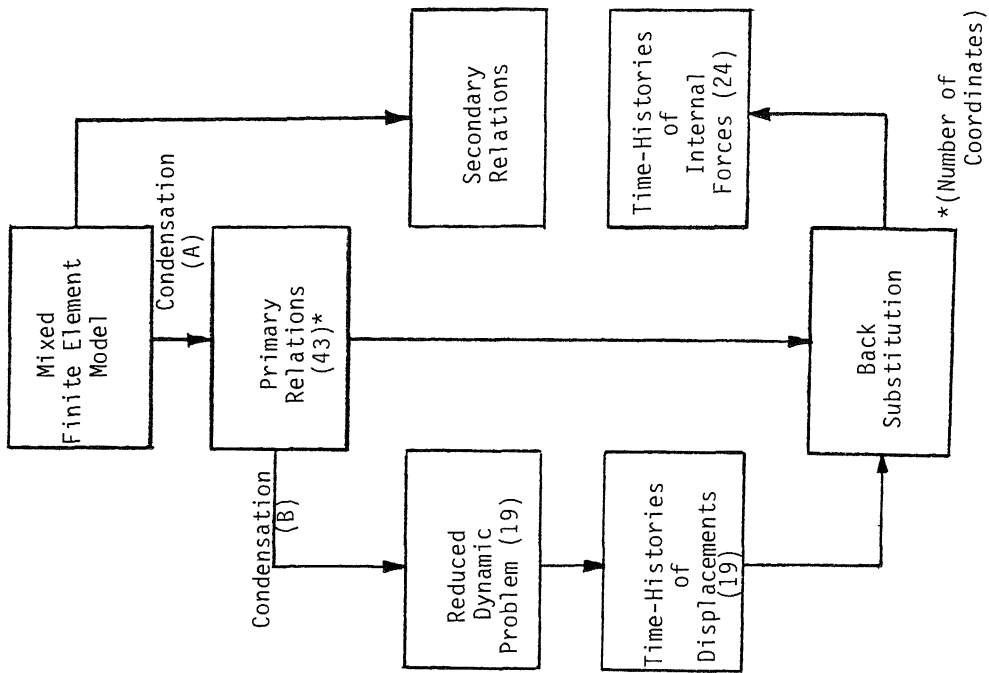 Mixed
Finite Element
Model
Condensation
(A)
Primary
Relations
(43)*
Secondary
Relations
Condensation
(B)
Reduced
Dynamic
Problem (19)
Time-Histories
of
Displacements
(19)
Back
Substitution
Time-Histories
of
Internal
Forces (24)
*(Number of
Coordinates)